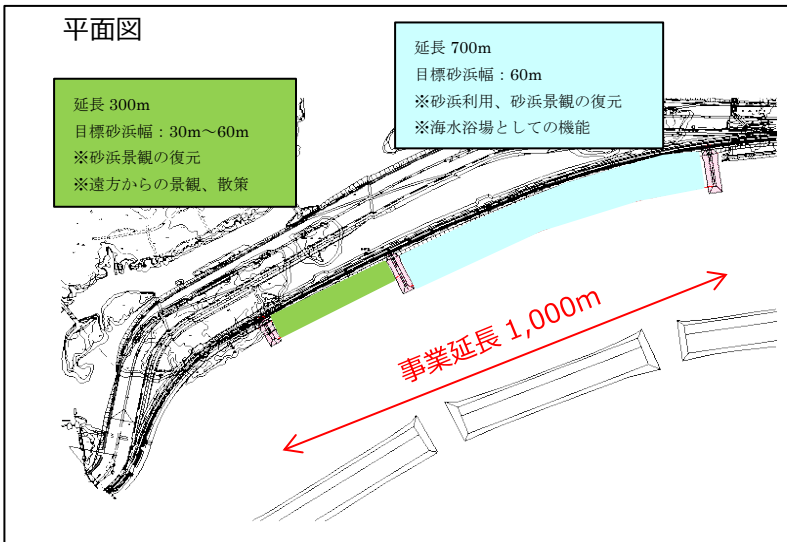 平面図
延長 300m
目標砂浜幅：30m～60m
※砂浜景観の復元
※遠方からの景観、散策
延長 700m
目標砂浜幅：60m
※砂浜利用、砂浜景観の復元
※海水浴場としての機能
事業延長 1,000m